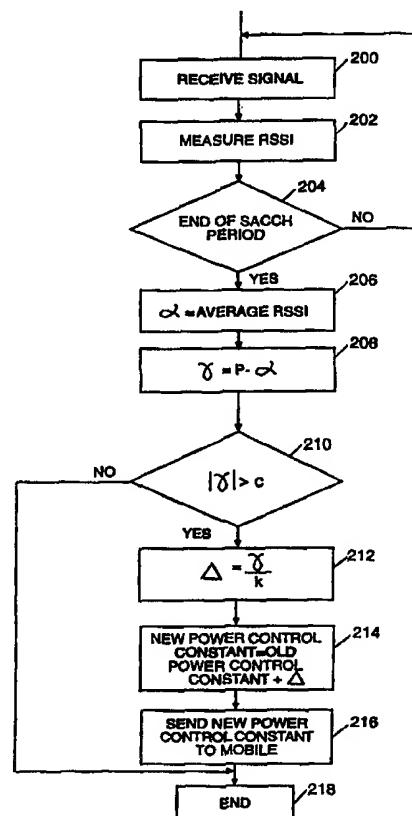 200
RECEIVE SIGNAL
202
MEASURE RSSI
204
END OF SACCH
PERIOD
NO
YES
206
α = AVERAGE RSSI
208
γ = P - α
210
NO
|γ| > c
YES
212
Δ = γ/k
214
NEW POWER CONTROL
CONSTANT=OLD
POWER CONTROL
CONSTANT + Δ
216
SEND NEW POWER
CONTROL CONSTANT
TO MOBILE
218
END